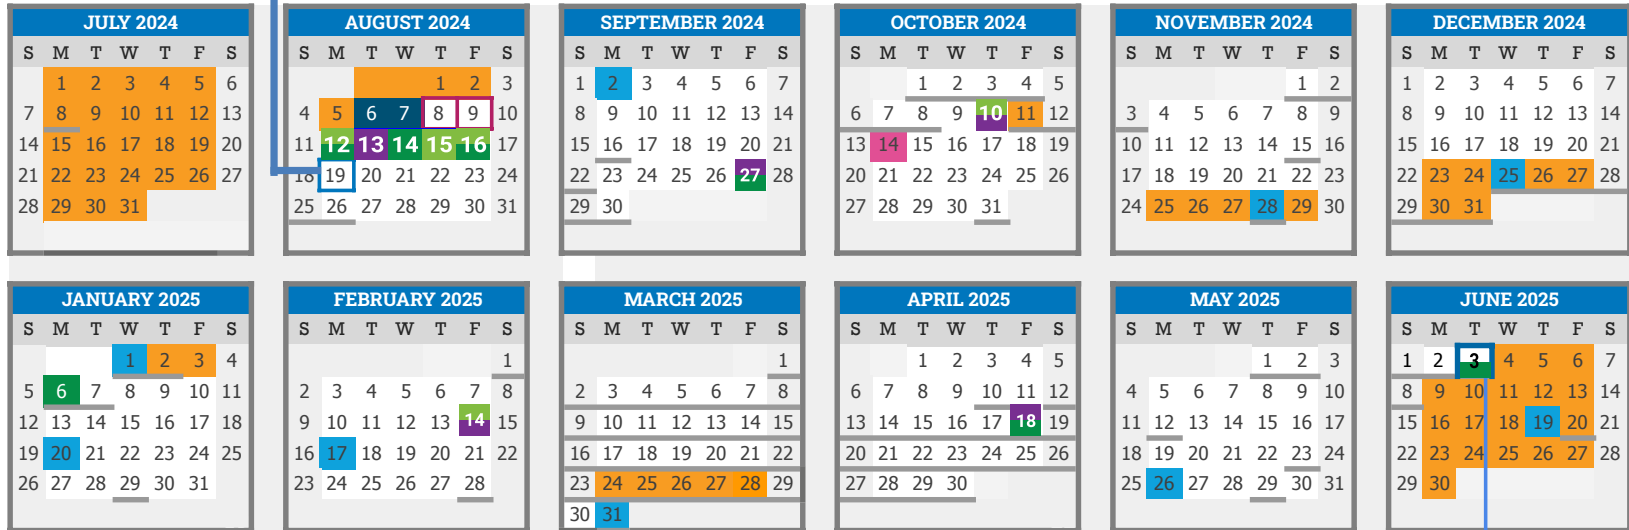 JULY 2024
S M T W T F S
1 2 3 4 5 6
7 8 9 10 11 12 13
14 15 16 17 18 19 20
21 22 23 24 25 26 27
28 29 30 31
AUGUST 2024
S M T W T F S
1 2 3
4 5 6 7 8 9 10
11 12 13 14 15 16 17
18 19 20 21 22 23 24
25 26 27 28 29 30 31
SEPTEMBER 2024
S M T W T F S
1 2 3 4 5 6 7
8 9 10 11 12 13 14
15 16 17 18 19 20 21
22 23 24 25 26 27 28
29 30
OCTOBER 2024
S M T W T F S
1 2 3 4 5
6 7 8 9 10 11 12
13 14 15 16 17 18 19
20 21 22 23 24 25 26
27 28 29 30 31
NOVEMBER 2024
S M T W T F S
1 2
3 4 5 6 7 8 9
10 11 12 13 14 15 16
17 18 19 20 21 22 23
24 25 26 27 28 29 30
DECEMBER 2024
S M T W T F S
1 2 3 4 5 6 7
8 9 10 11 12 13 14
15 16 17 18 19 20 21
22 23 24 25 26 27 28
29 30 31
JANUARY 2025
S M T W T F S
1 2 3 4
5 6 7 8 9 10 11
12 13 14 15 16 17 18
19 20 21 22 23 24 25
26 27 28 29 30 31
FEBRUARY 2025
S M T W T F S
1
2 3 4 5 6 7 8
9 10 11 12 13 14 15
16 17 18 19 20 21 22
23 24 25 26 27 28
MARCH 2025
S M T W T F S
1
2 3 4 5 6 7 8
9 10 11 12 13 14 15
16 17 18 19 20 21 22
23 24 25 26 27 28 29
30 31
APRIL 2025
S M T W T F S
1 2 3 4 5
6 7 8 9 10 11 12
13 14 15 16 17 18 19
20 21 22 23 24 25 26
27 28 29 30
MAY 2025
S M T W T F S
1 2 3
4 5 6 7 8 9 10
11 12 13 14 15 16 17
18 19 20 21 22 23 24
25 26 27 28 29 30 31
JUNE 2025
S M T W T F S
1 2 3 4 5 6 7
8 9 10 11 12 13 14
15 16 17 18 19 20 21
22 23 24 25 26 27 28
29 30